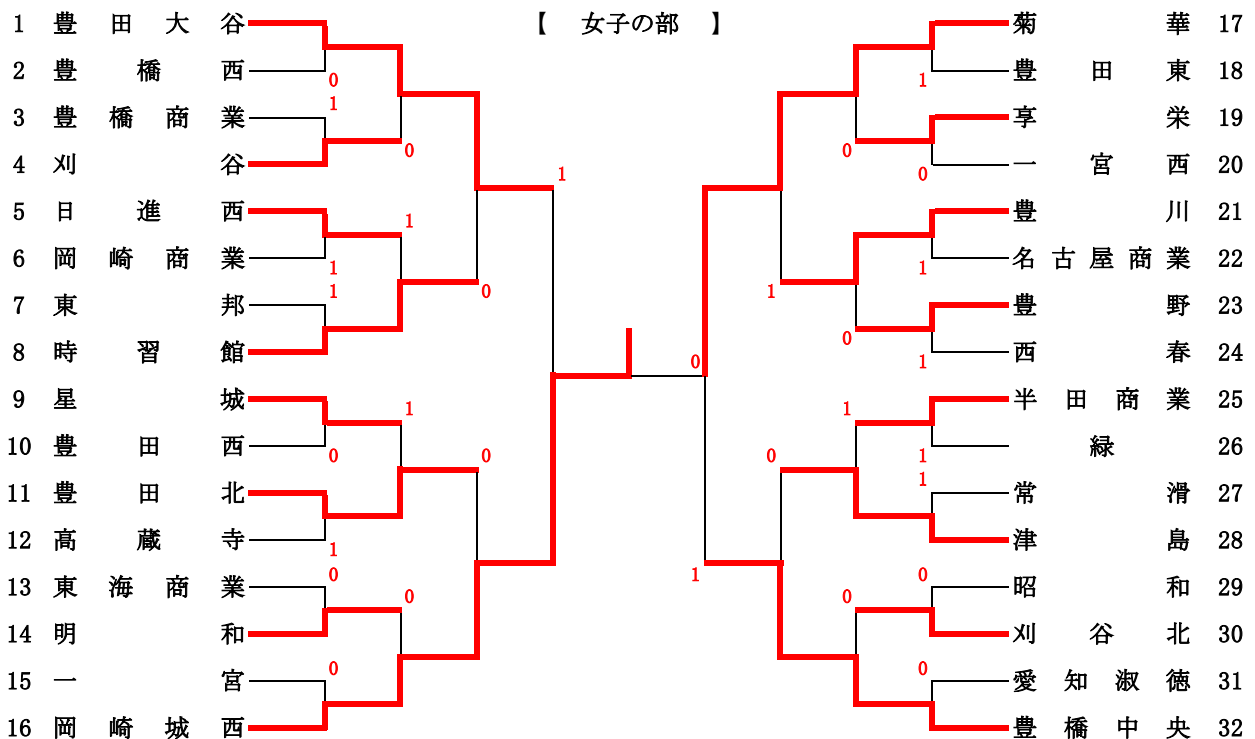 【 女子の部 】
1 豊田大谷
2 豊橋西
0
1
3 豊橋商業
4 刈谷
0
1
5 日進西
1
6 岡崎商業
1
1
7 東邦
0
8 時習館
9 星城
1
10 豊田西
0
0
11 豊田北
12 高蔵寺
1
0
13 東海商業
0
14 明和
15 一宮
0
16 岡崎城西
菊華 17
豊田東 18
1
享栄 19
0
一宮西 20
0
豊川 21
名古屋商業 22
1
1
豊野 23
0
西春 24
1
0
半田商業 25
1
緑 26
1
0
1
常滑 27
津島 28
0
1
昭和 29
0
刈谷北 30
0
愛知淑徳 31
豊橋中央 32